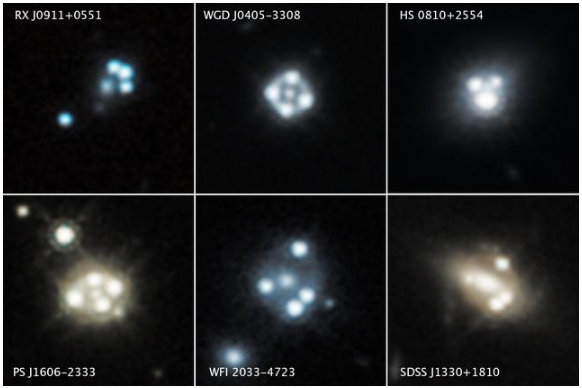 RX J0911+0551
WGD J0405-3308
HS 0810+2554
PS J1606-2333
WFI 2033-4723
SDSS J1330+1810